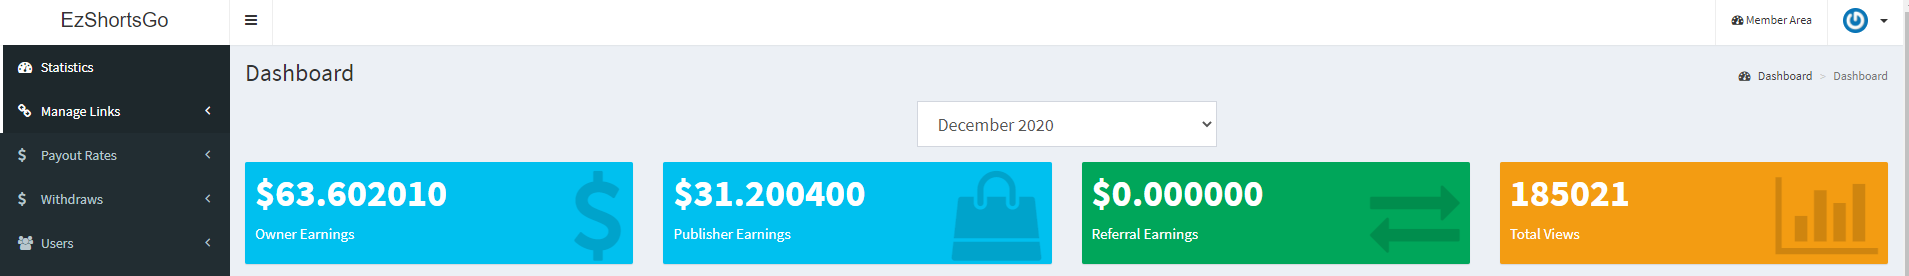 EzShortsGo
Member Area
Statistics
Manage Links
Payout Rates
Withdraws
Users
Dashboard
Dashboard > Dashboard
December 2020
$63.602010
Owner Earnings
$31.200400
Publisher Earnings
$0.000000
Referral Earnings
185021
Total Views